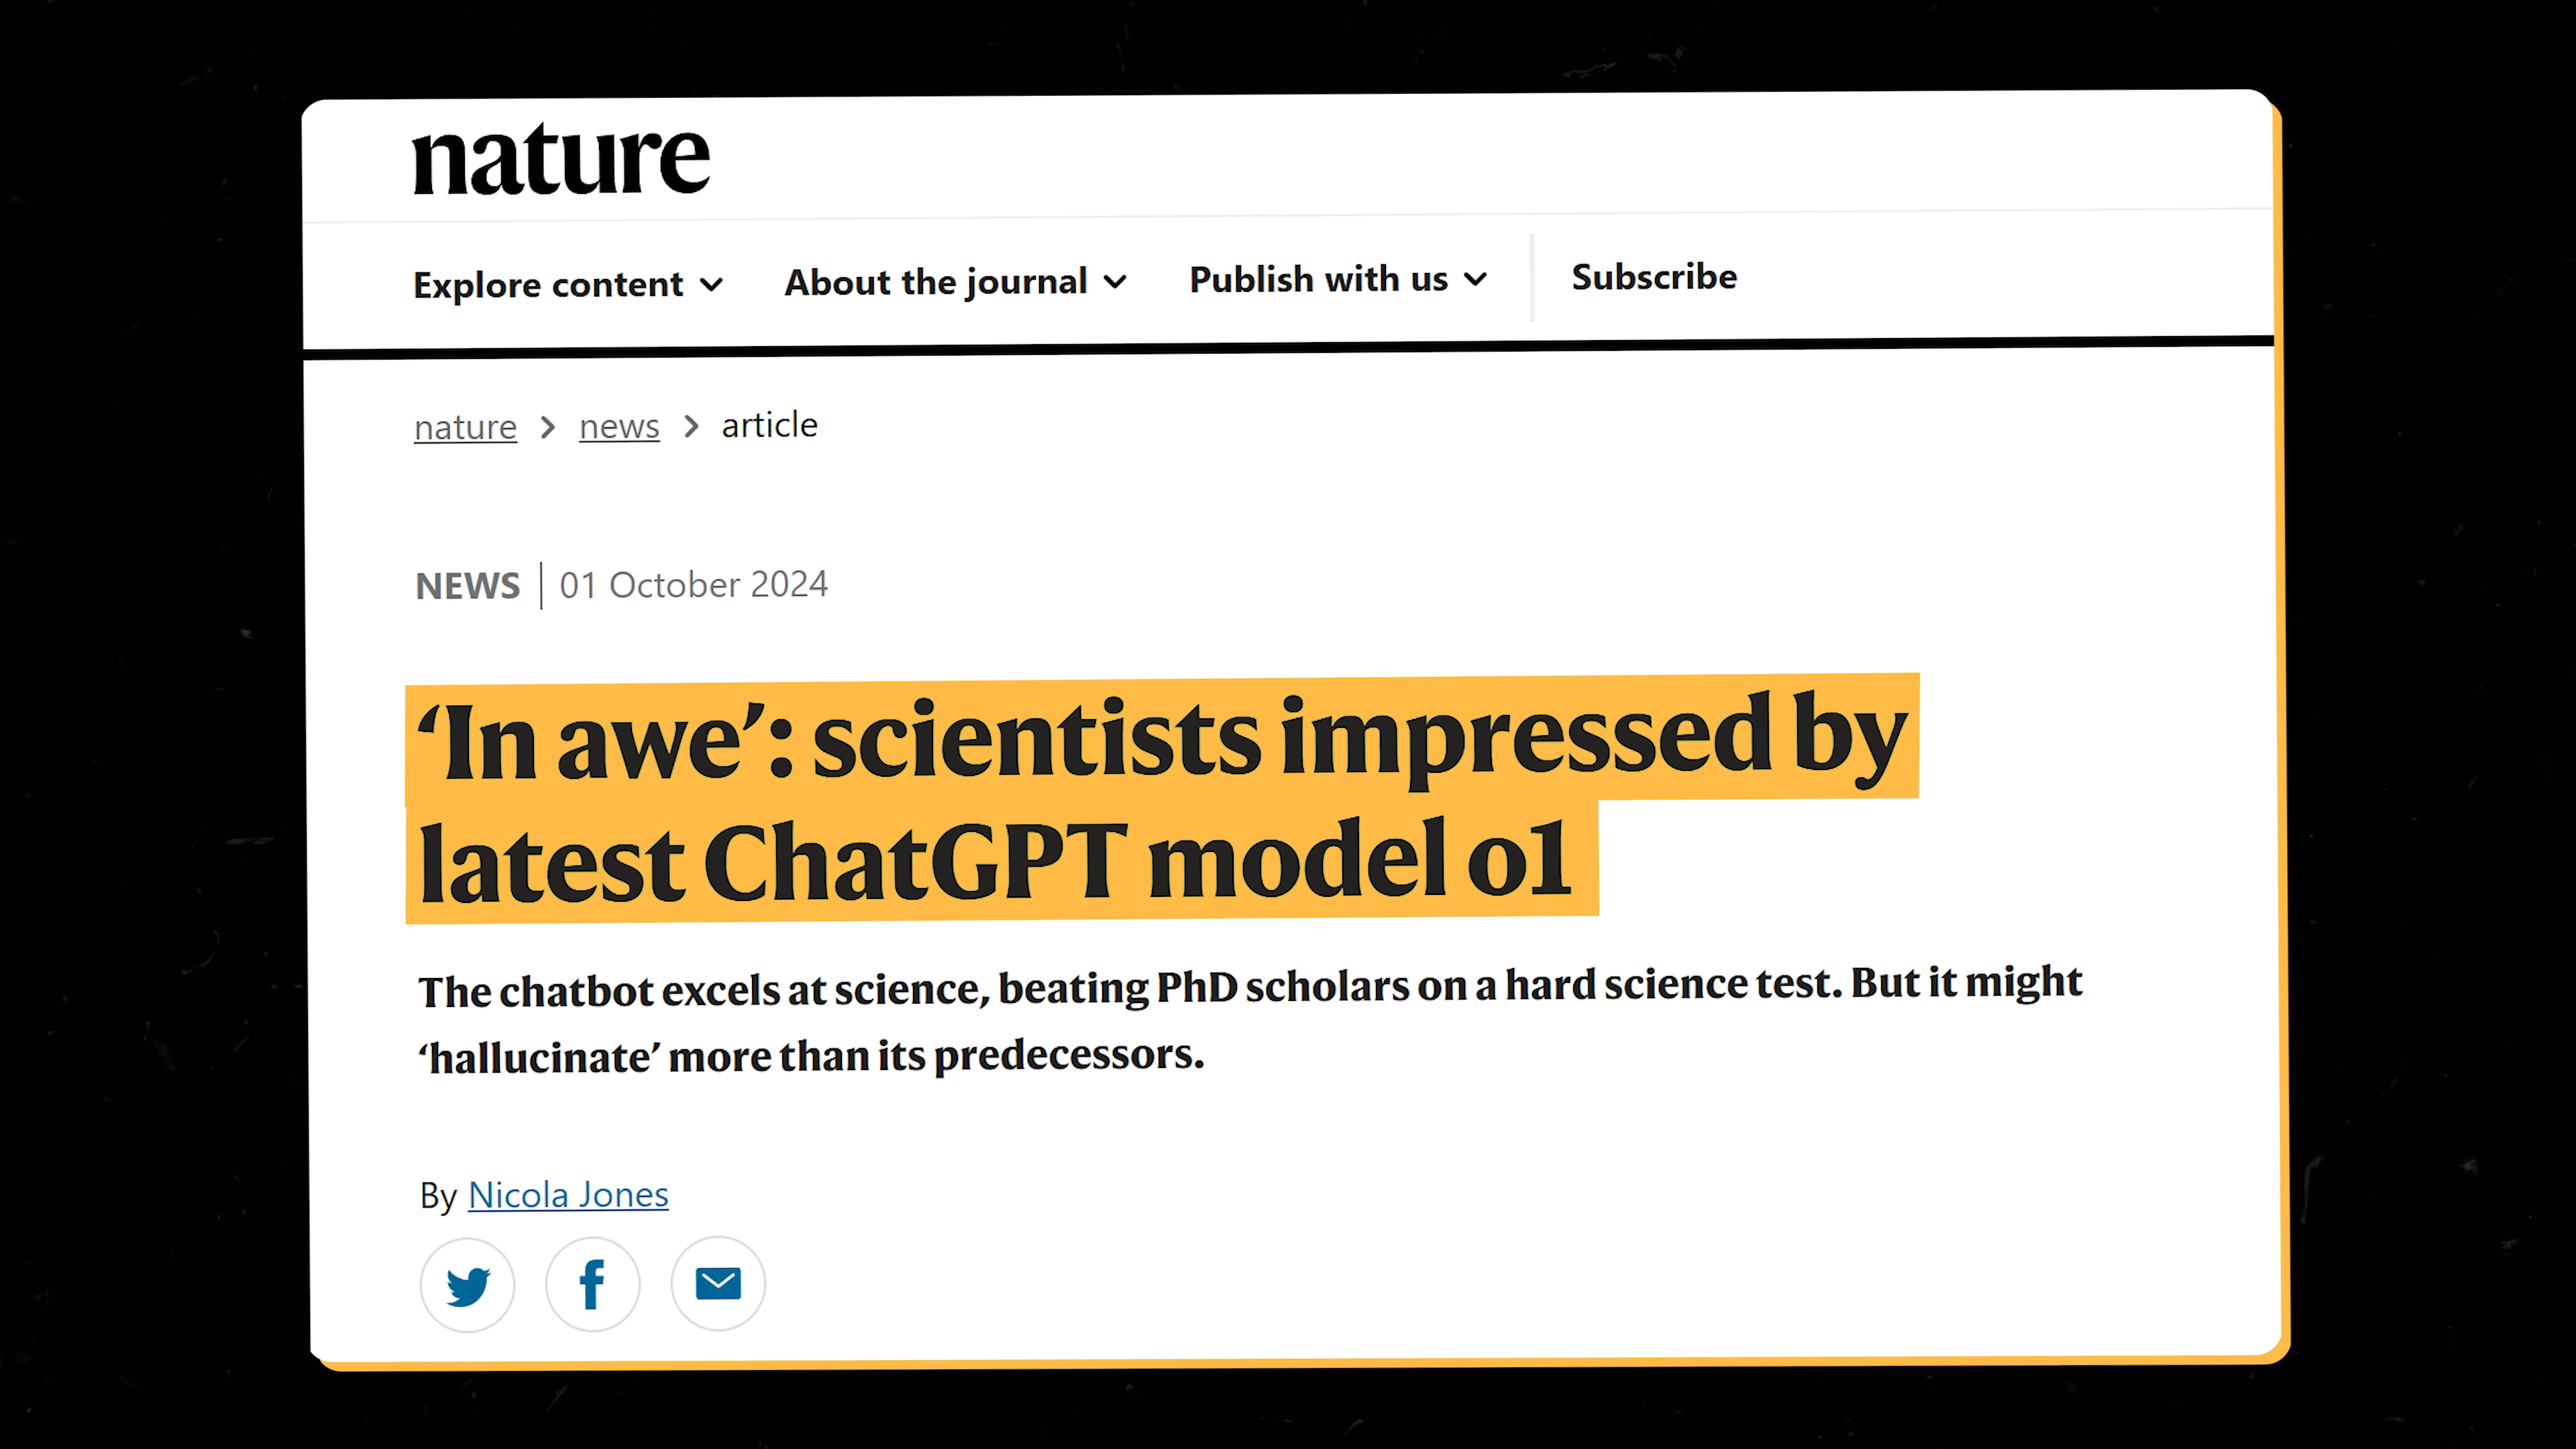 nature
Explore content About the journal Publish with us Subscribe
nature > news > article
NEWS | 01 October 2024
‘In awe’: scientists impressed by
latest ChatGPT model o1
The chatbot excels at science, beating PhD scholars on a hard science test. But it might
‘hallucinate’ more than its predecessors.
By Nicola Jones